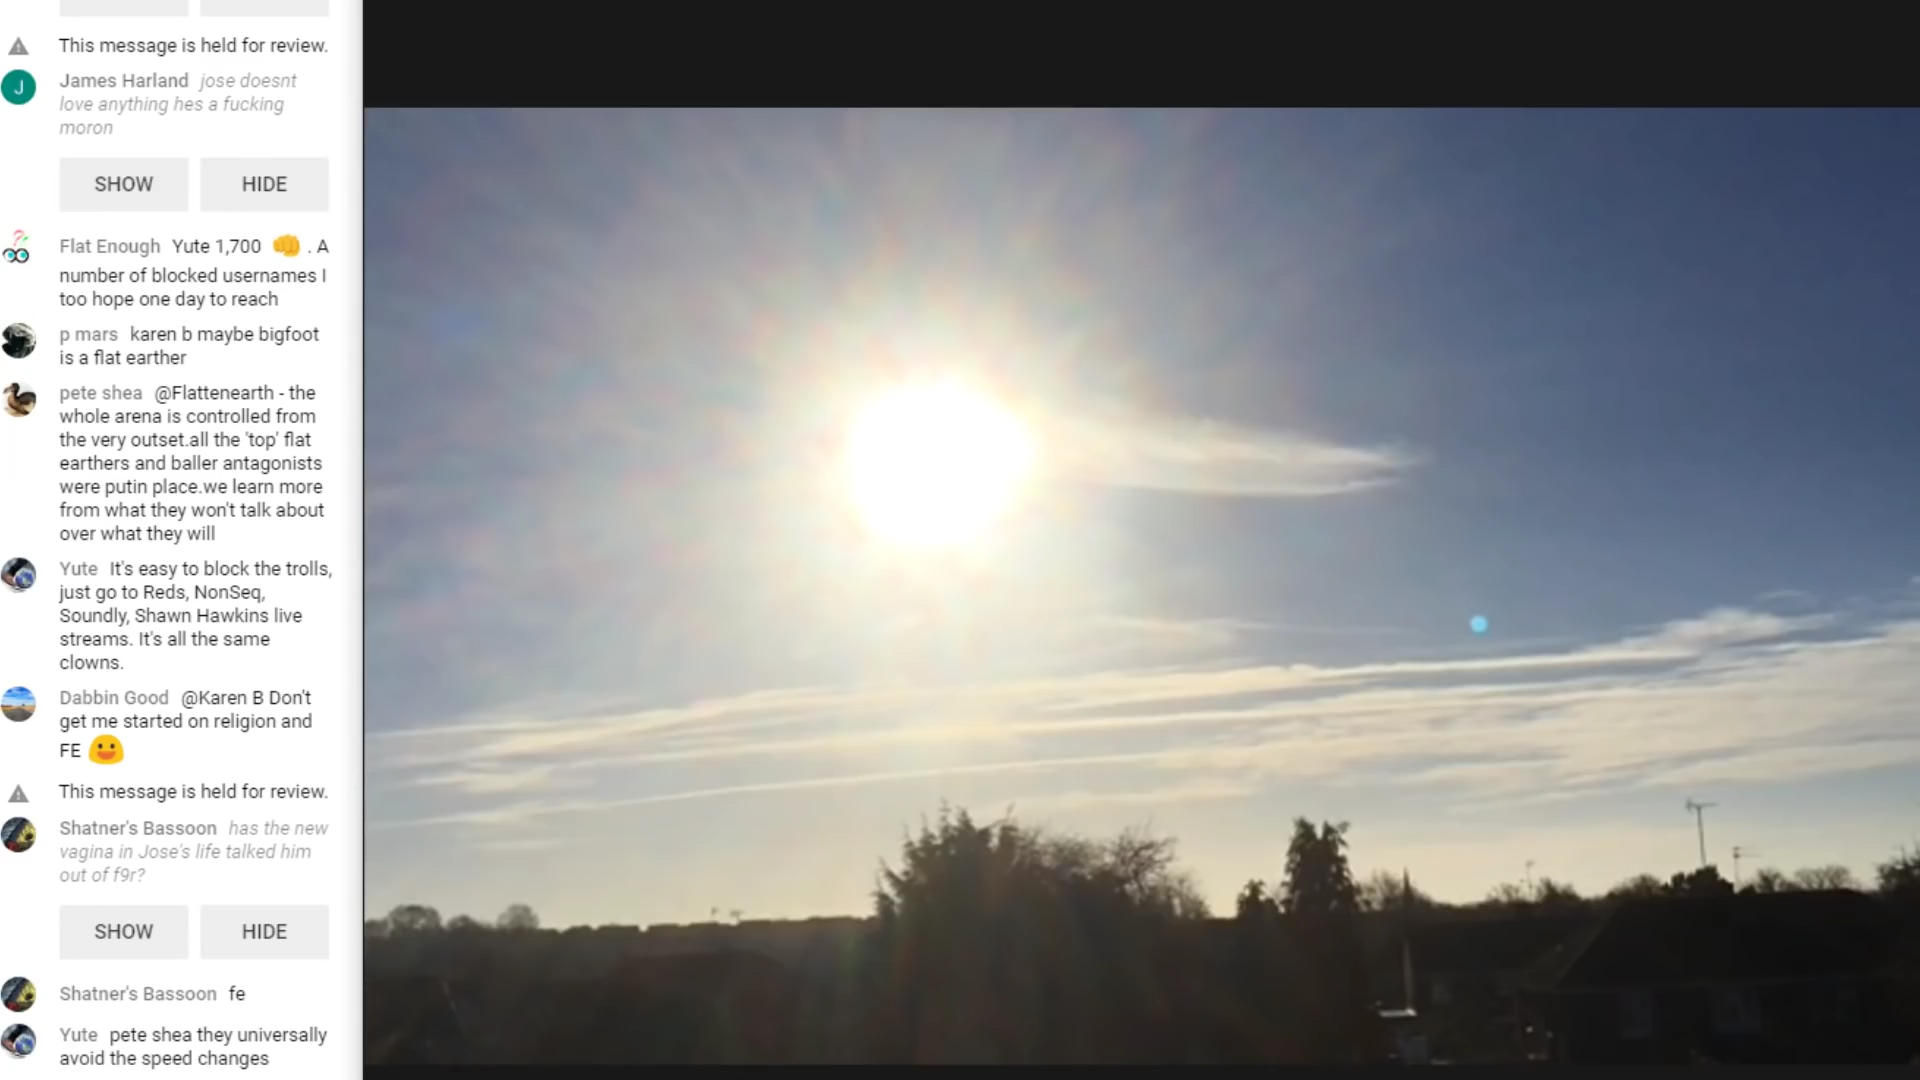 This message is held for review.
James Harland jose doesnt
love anything hes a fucking
moron
SHOW HIDE
Flat Enough Yute 1,700 👊 . A
number of blocked usernames I
too hope one day to reach
p mars karen b maybe bigfoot
is a flat earther
pete shea @Flattenearth - the
whole arena is controlled from
the very outset.all the 'top' flat
earthers and baller antagonists
were putin place.we learn more
from what they won't talk about
over what they will
Yute It's easy to block the trolls,
just go to Reds, NonSeq,
Soundly, Shawn Hawkins live
streams. It's all the same
clowns.
Dabbin Good @Karen B Don't
get me started on religion and
FE 😃
This message is held for review.
Shatner's Bassoon has the new
vagina in Jose's life talked him
out of f9r?
SHOW HIDE
Shatner's Bassoon fe
Yute pete shea they universally
avoid the speed changes